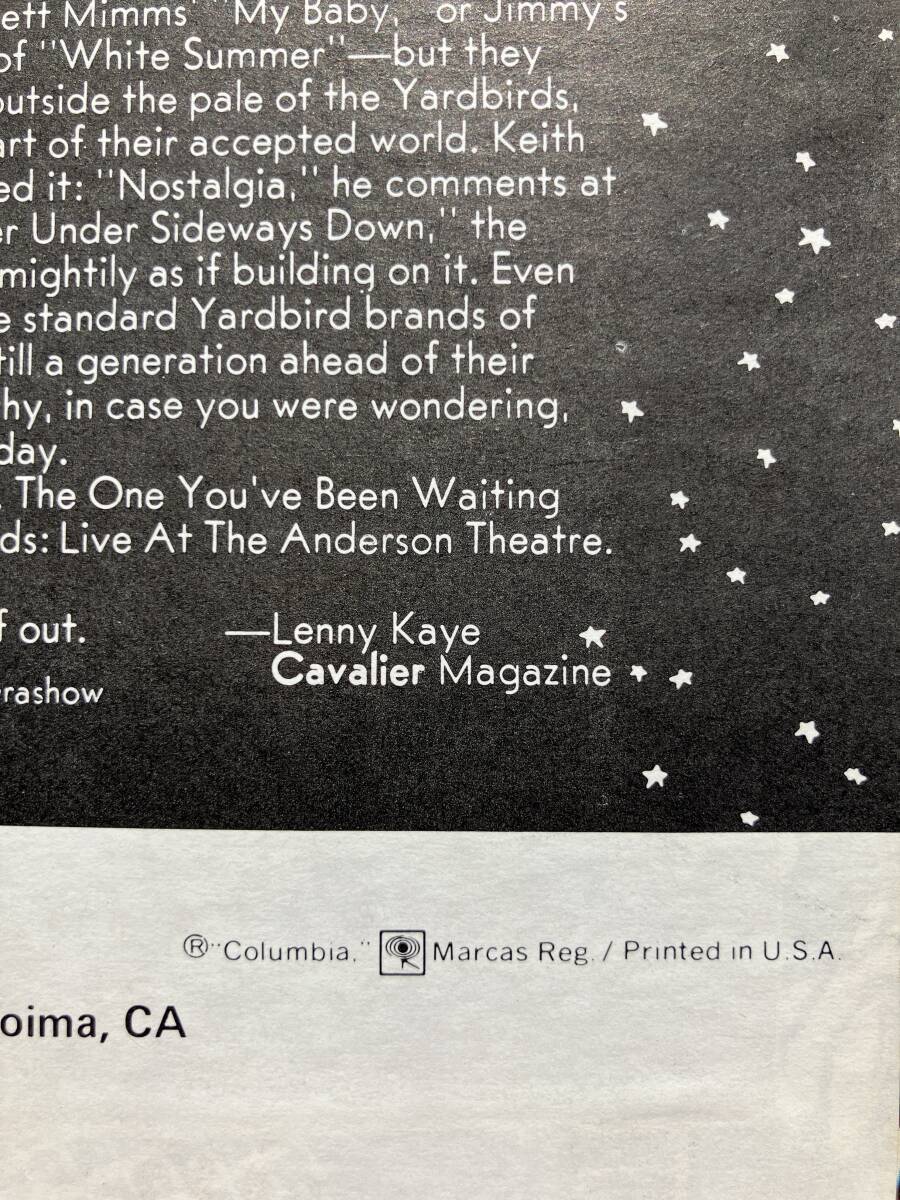 ett Mimms' "My Baby," or Jimmy's
of "White Summer"—but they
outside the pale of the Yardbirds,
art of their accepted world. Keith
ed it: "Nostalgia," he comments at
er Under Sideways Down," the
mightily as if building on it. Even
e standard Yardbird brands of
till a generation ahead of their
hy, in case you were wondering,
day.
. The One You've Been Waiting
ds: Live At The Anderson Theatre.
f out.
—Lenny Kaye
Cavalier Magazine
rashow
®"Columbia," Marcas Reg. / Printed in U.S.A.
oima, CA